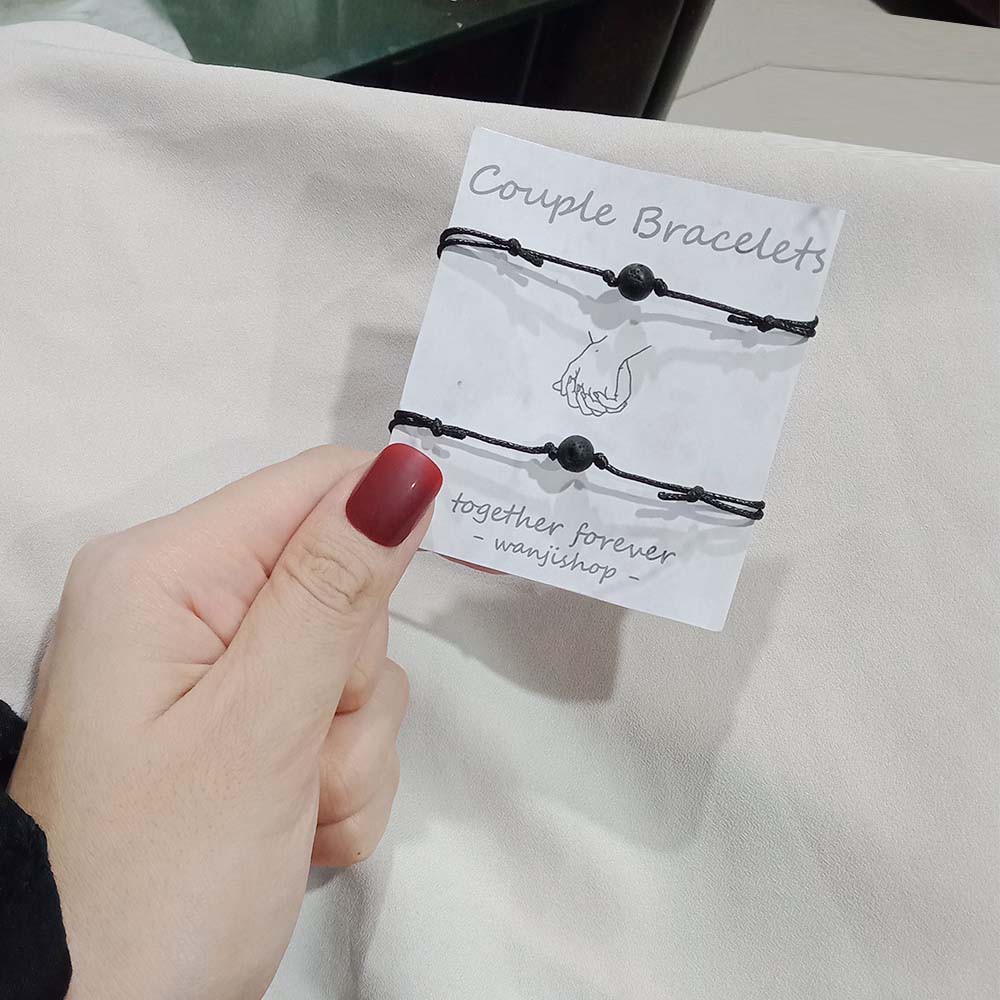 Couple Bracelets
together forever
- wanjishop -